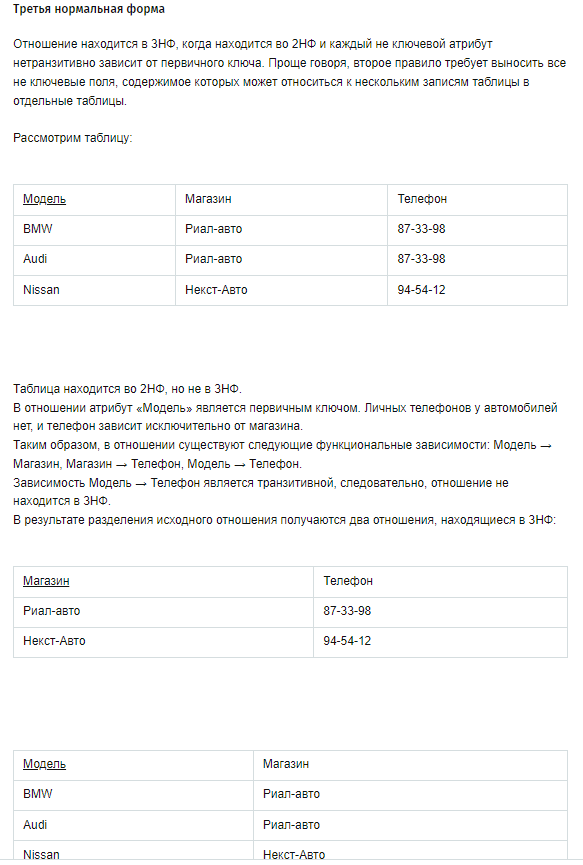 Третья нормальная форма
Отношение находится в 3НФ, когда находится во 2НФ и каждый не ключевой атрибут
нетранзитивно зависит от первичного ключа. Проще говоря, второе правило требует выносить все
не ключевые поля, содержимое которых может относиться к нескольким записям таблицы в
отдельные таблицы.
Рассмотрим таблицу:
Модель Магазин Телефон
BMW Риал-авто 87-33-98
Audi Риал-авто 87-33-98
Nissan Некст-Авто 94-54-12
Таблица находится во 2НФ, но не в 3НФ.
В отношении атрибут «Модель» является первичным ключом. Личных телефонов у автомобилей
нет, и телефон зависит исключительно от магазина.
Таким образом, в отношении существуют следующие функциональные зависимости: Модель →
Магазин, Магазин → Телефон, Модель → Телефон.
Зависимость Модель → Телефон является транзитивной, следовательно, отношение не
находится в 3НФ.
В результате разделения исходного отношения получаются два отношения, находящиеся в 3НФ:
Магазин Телефон
Риал-авто 87-33-98
Некст-Авто 94-54-12
Модель Магазин
BMW Риал-авто
Audi Риал-авто
Nissan Некст-Авто